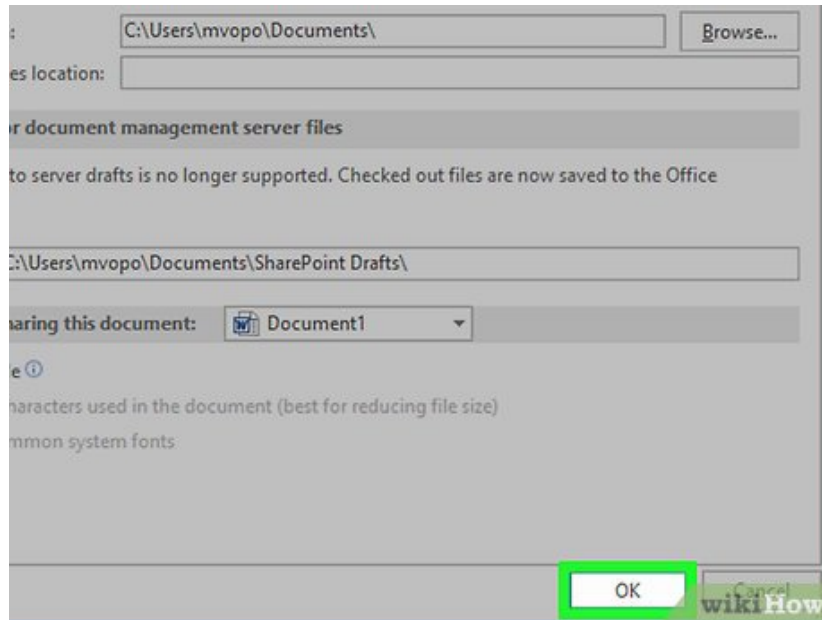 : C:\Users\mvopo\Documents\ Browse...
es location:
r document management server files
to server drafts is no longer supported. Checked out files are now saved to the Office
C:\Users\mvopo\Documents\SharePoint Drafts\
haring this document: Document1
e
haracters used in the document (best for reducing file size)
mmon system fonts
OK Cancel
wikiHow